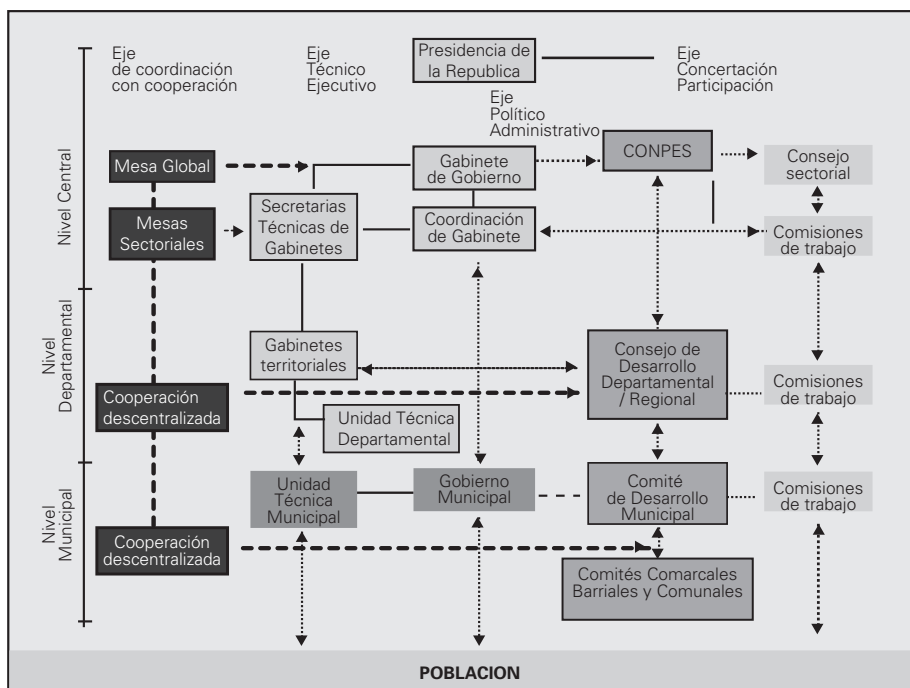 Eje
de coordinación
con cooperación
Eje
Técnico
Ejecutivo
Presidencia de
la Republica
Eje
Concertación
Participación
Eje
Político
Administrativo
Nivel Central
Mesa Global
Gabinete
de Gobierno
CONPES
Consejo
sectorial
Mesas
Sectoriales
Secretarias
Técnicas de
Gabinetes
Coordinación
de Gabinete
Comisiones
de trabajo
Nivel
Departamental
Gabinetes
territoriales
Consejo de
Desarrollo
Departamental
/ Regional
Cooperación
descentralizada
Comisiones
de trabajo
Unidad Técnica
Departamental
Nivel
Municipal
Unidad
Técnica
Municipal
Gobierno
Municipal
Comité
de Desarrollo
Municipal
Comisiones
de trabajo
Cooperación
descentralizada
Comités Comarcales
Barriales y Comunales
POBLACION